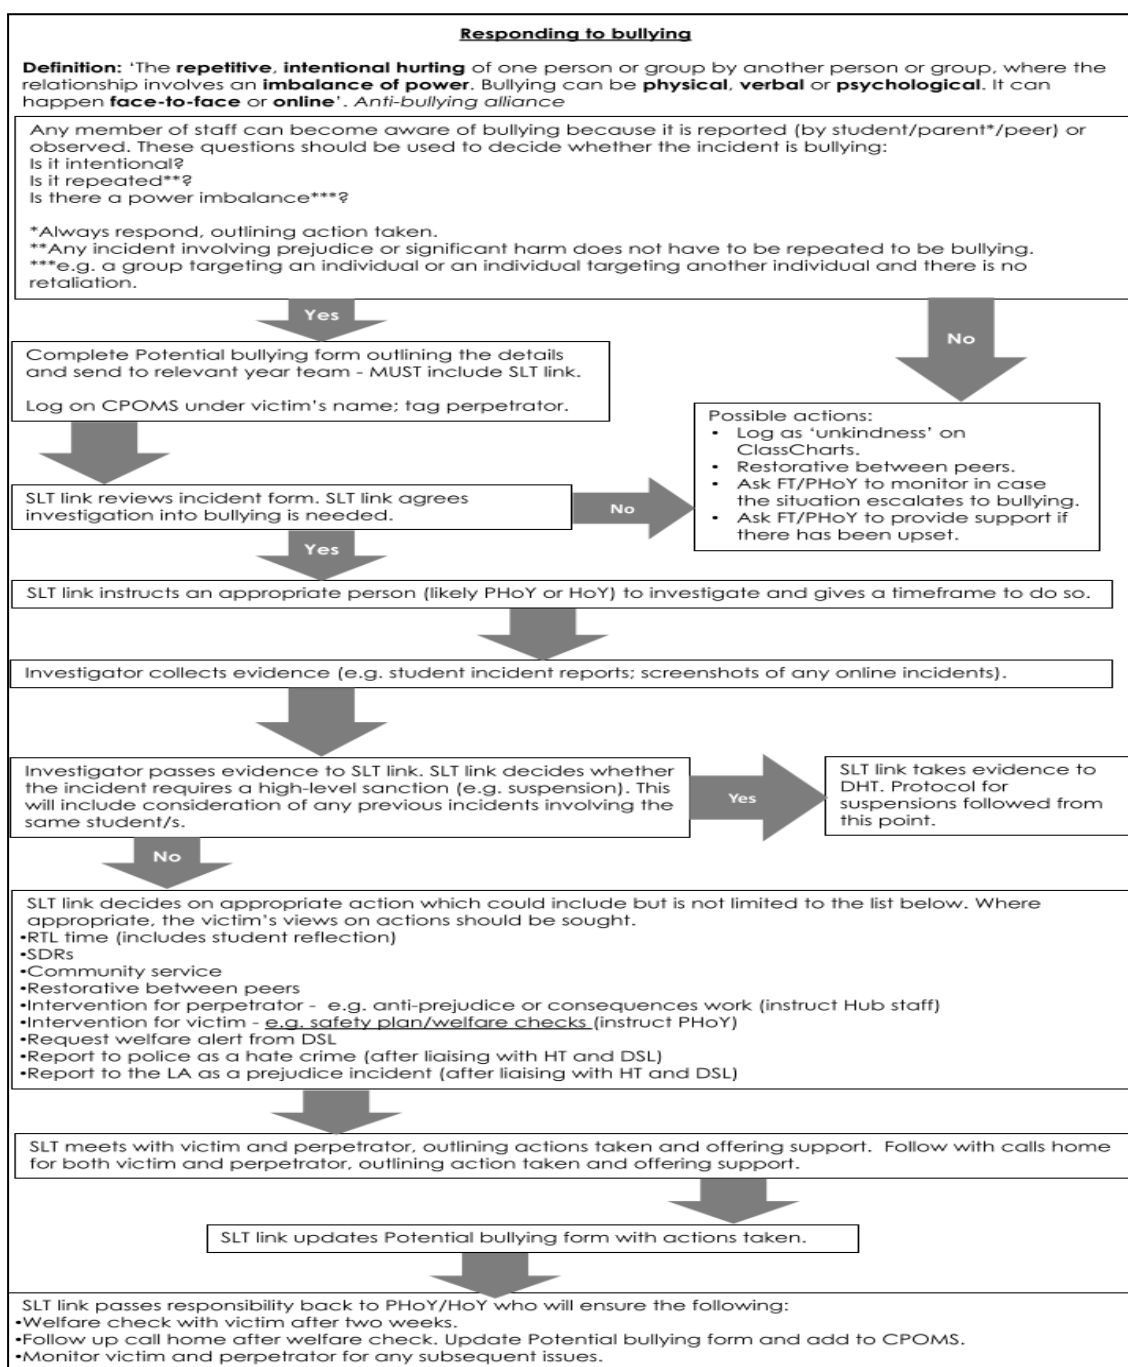 Responding to bullying
Definition: 'The repetitive, intentional hurting of one person or group by another person or group, where the
relationship involves an imbalance of power. Bullying can be physical, verbal or psychological. It can
happen face-to-face or online'. Anti-bullying alliance
Any member of staff can become aware of bullying because it is reported (by student/parent*/peer) or
observed. These questions should be used to decide whether the incident is bullying:
Is it intentional?
Is it repeated**?
Is there a power imbalance***?
*Always respond, outlining action taken.
**Any incident involving prejudice or significant harm does not have to be repeated to be bullying.
***e.g. a group targeting an individual or an individual targeting another individual and there is no
retaliation.
Yes
No
Complete Potential bullying form outlining the details
and send to relevant year team - MUST include SLT link.
Log on CPOMS under victim's name; tag perpetrator.
Possible actions:
• Log as 'unkindness' on
ClassCharts.
• Restorative between peers.
• Ask FT/PHoY to monitor in case
the situation escalates to bullying.
• Ask FT/PHoY to provide support if
there has been upset.
SLT link reviews incident form. SLT link agrees
investigation into bullying is needed.
No
Yes
SLT link instructs an appropriate person (likely PHoY or HoY) to investigate and gives a timeframe to do so.
Investigator collects evidence (e.g. student incident reports; screenshots of any online incidents).
Investigator passes evidence to SLT link. SLT link decides whether
the incident requires a high-level sanction (e.g. suspension). This
will include consideration of any previous incidents involving the
same student/s.
Yes
SLT link takes evidence to
DHT. Protocol for
suspensions followed from
this point.
No
SLT link decides on appropriate action which could include but is not limited to the list below. Where
appropriate, the victim's views on actions should be sought.
•RTL time (includes student reflection)
•SDRs
•Community service
•Restorative between peers
•Intervention for perpetrator - e.g. anti-prejudice or consequences work (instruct Hub staff)
•Intervention for victim - e.g. safety plan/welfare checks (instruct PHoY)
•Request welfare alert from DSL
•Report to police as a hate crime (after liaising with HT and DSL)
•Report to the LA as a prejudice incident (after liaising with HT and DSL)
SLT meets with victim and perpetrator, outlining actions taken and offering support. Follow with calls home
for both victim and perpetrator, outlining action taken and offering support.
SLT link updates Potential bullying form with actions taken.
SLT link passes responsibility back to PHoY/HoY who will ensure the following:
•Welfare check with victim after two weeks.
•Follow up call home after welfare check. Update Potential bullying form and add to CPOMS.
•Monitor victim and perpetrator for any subsequent issues.